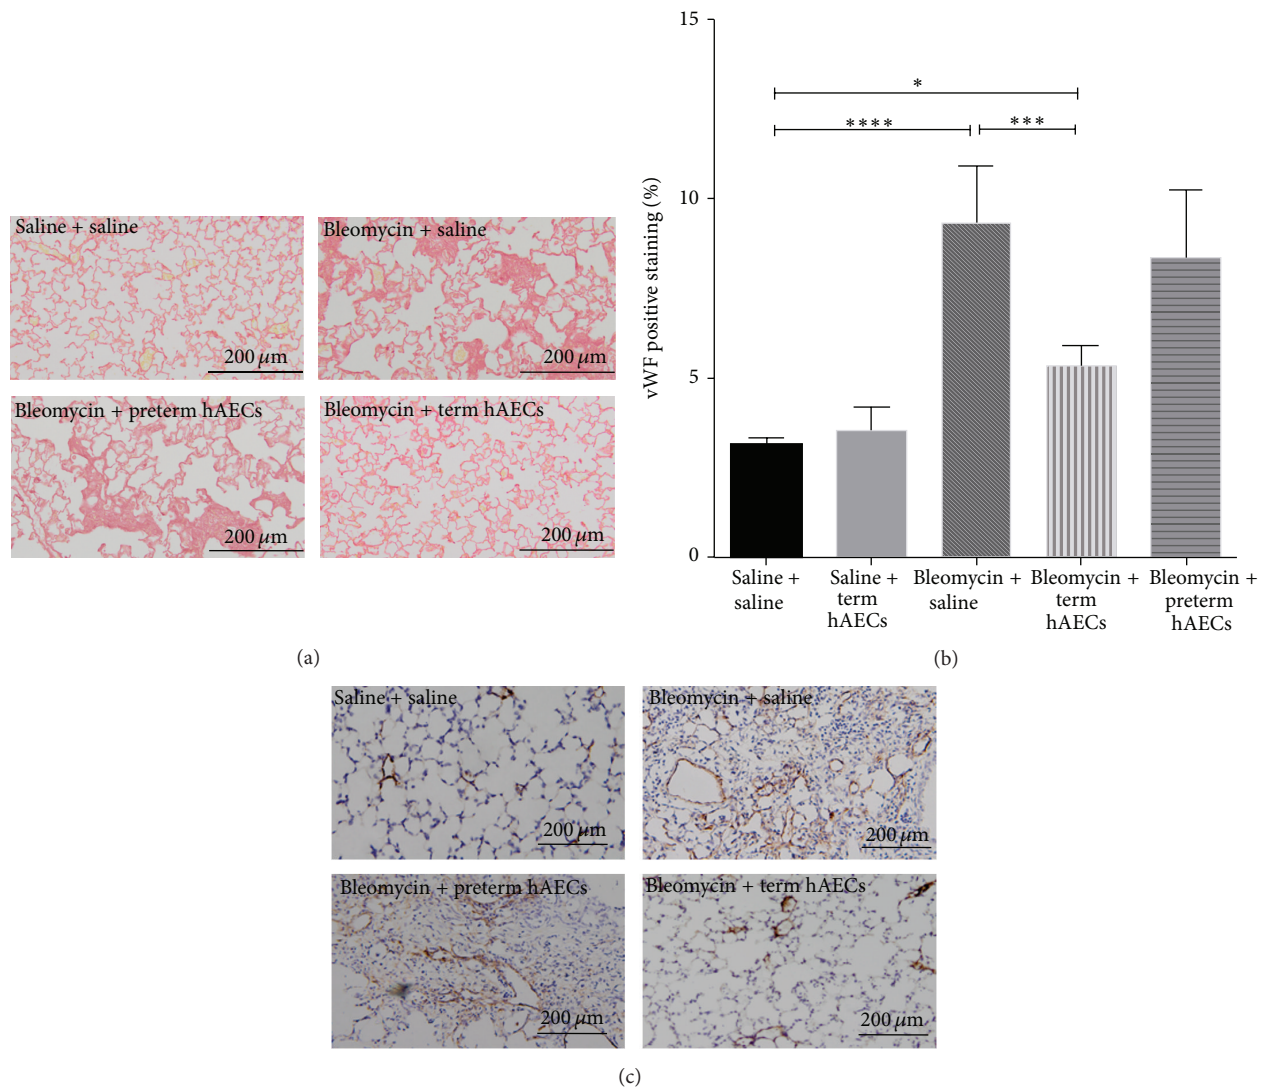 Saline + saline
Bleomycin + saline
200 μm
200 μm
Bleomycin + preterm hAECs
Bleomycin + term hAECs
200 μm
200 μm
(a)
15
10
5
0
vWF positive staining (%)
*
****
***
Saline +
saline
Saline +
term
hAECs
Bleomycin +
saline
Bleomycin +
term
hAECs
Bleomycin +
preterm
hAECs
(b)
Saline + saline
Bleomycin + saline
200 μm
200 μm
Bleomycin + preterm hAECs
Bleomycin + term hAECs
200 μm
200 μm
(c)